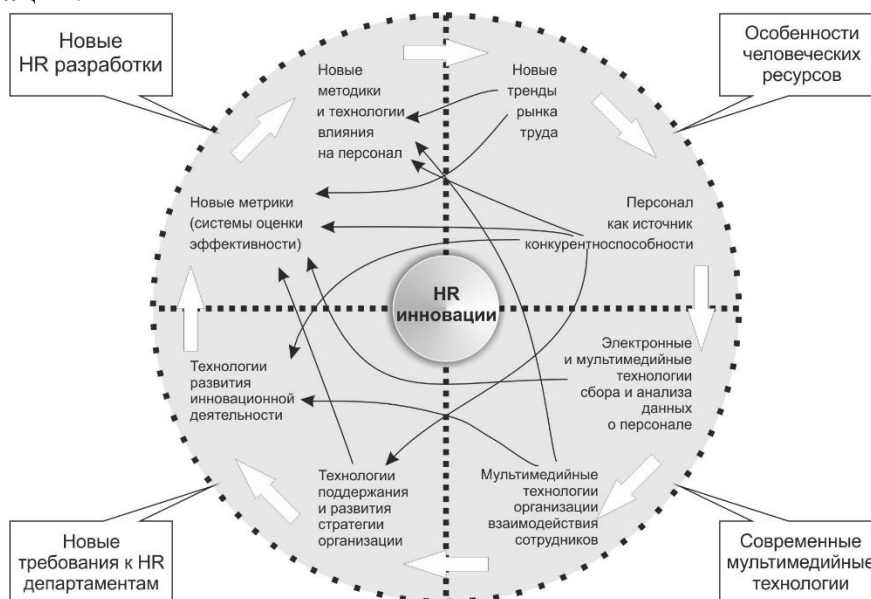 Новые
HR разработки
Особенности
человеческих
ресурсов
Новые
методики
и технологии
влияния
на персонал
Новые
тренды
рынка
труда
Новые метрики
(системы оценки
эффективности)
Персонал
как источник
конкурентноспособности
HR
инновации
Технологии
развития
инновационной
деятельности
Электронные
и мультимедийные
технологии
сбора и анализа
данных
о персонале
Технологии
поддержания
и развития
стратегии
организации
Мультимедийные
технологии
организации
взаимодействия
сотрудников
Новые
требования к HR
департаментам
Современные
мультимедийные
технологии